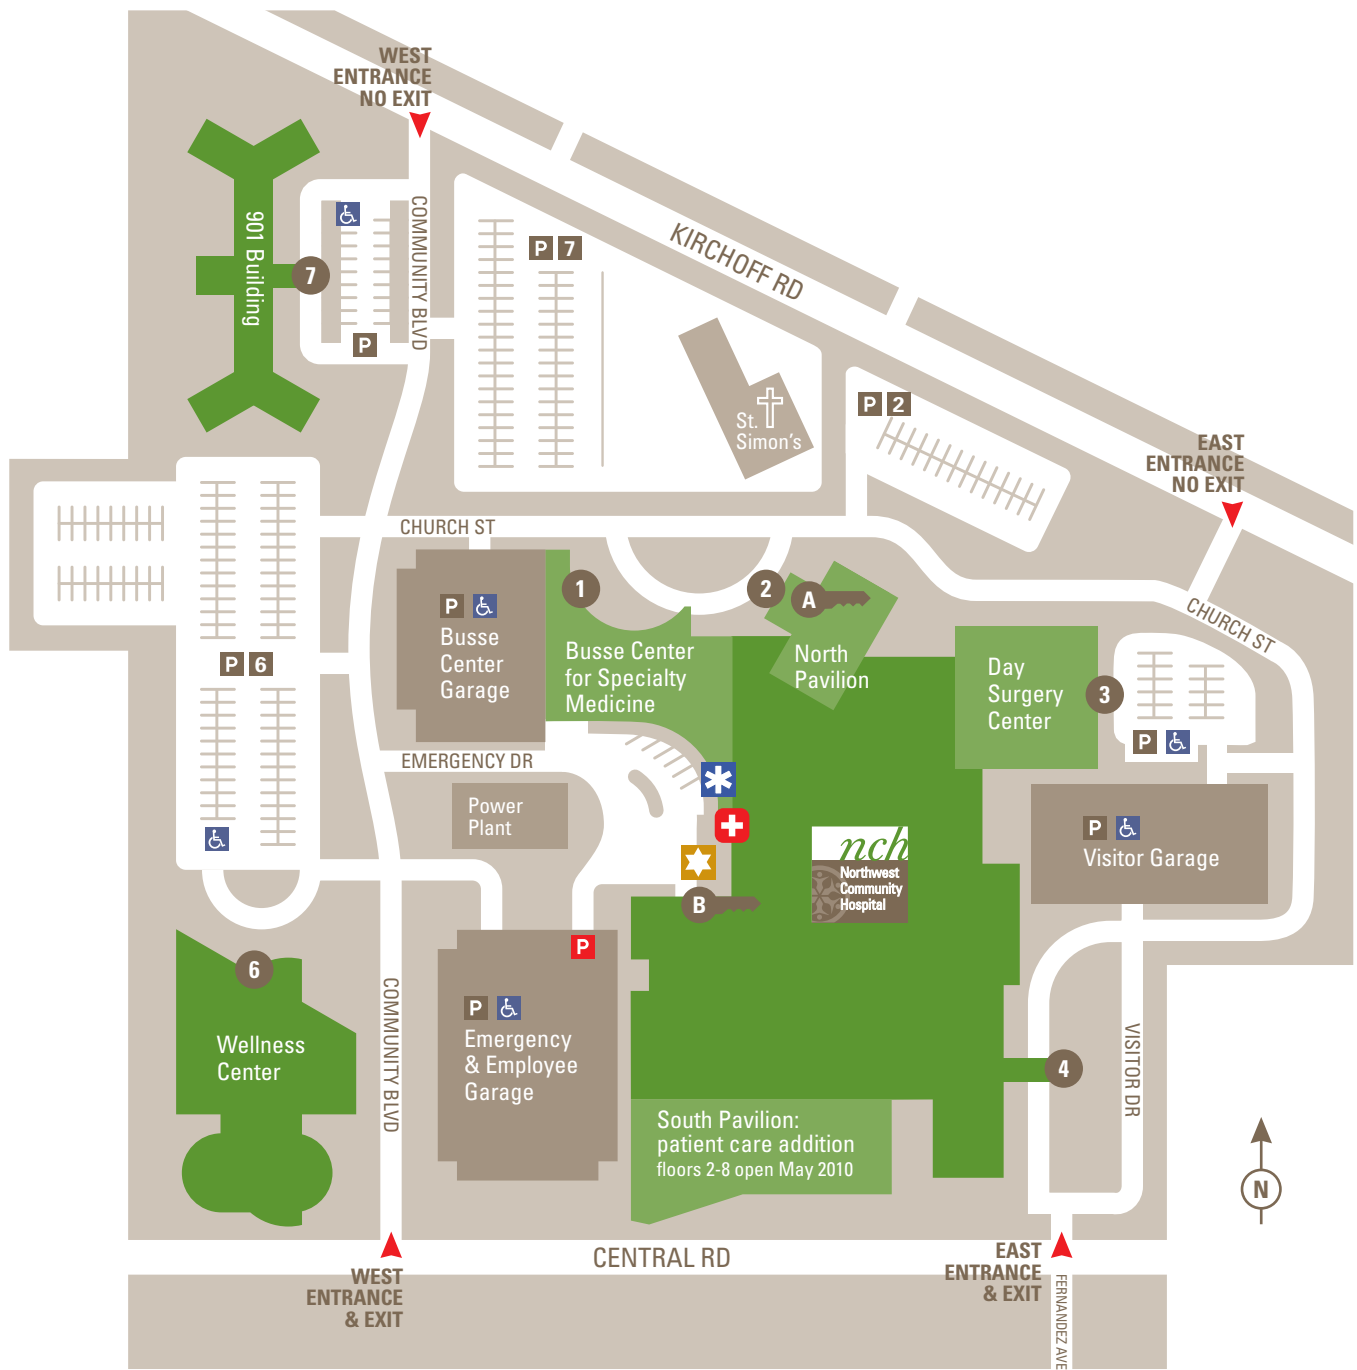 WEST
ENTRANCE
NO EXIT
901 Building
7
COMMUNITY BLVD
P
P 7
KIRCHOFF RD
St.
Simon's
P 2
EAST
ENTRANCE
NO EXIT
CHURCH ST
CHURCH ST
P
Busse
Center
Garage
1
Busse Center
for Specialty
Medicine
2
A
North
Pavilion
Day
Surgery
Center
3
P
P 6
EMERGENCY DR
Power
Plant
P
Visitor Garage
nch
Northwest
Community
Hospital
B
P
6
Wellness
Center
COMMUNITY BLVD
P
Emergency
& Employee
Garage
4
VISITOR DR
South Pavilion:
patient care addition
floors 2-8 open May 2010
N
CENTRAL RD
WEST
ENTRANCE
& EXIT
EAST
ENTRANCE
& EXIT
FERNANDEZ AVE